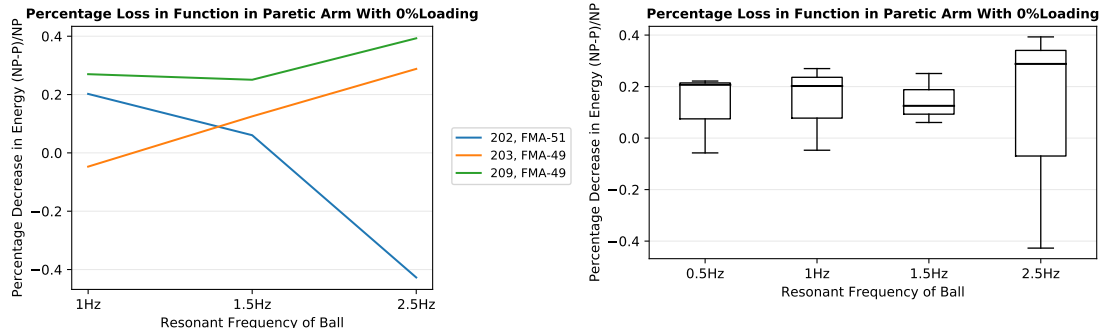 Percentage Loss in Function in Paretic Arm With 0%Loading
Percentage Decrease in Energy (NP-P)/NP
0.4
0.2
0.0
−0.2
−0.4
1Hz
1.5Hz
2.5Hz
Resonant Frequency of Ball
202, FMA-51
203, FMA-49
209, FMA-49
Percentage Loss in Function in Paretic Arm With 0%Loading
Percentage Decrease in Energy (NP-P)/NP
0.4
0.2
0.0
−0.2
−0.4
0.5Hz
1Hz
1.5Hz
2.5Hz
Resonant Frequency of Ball